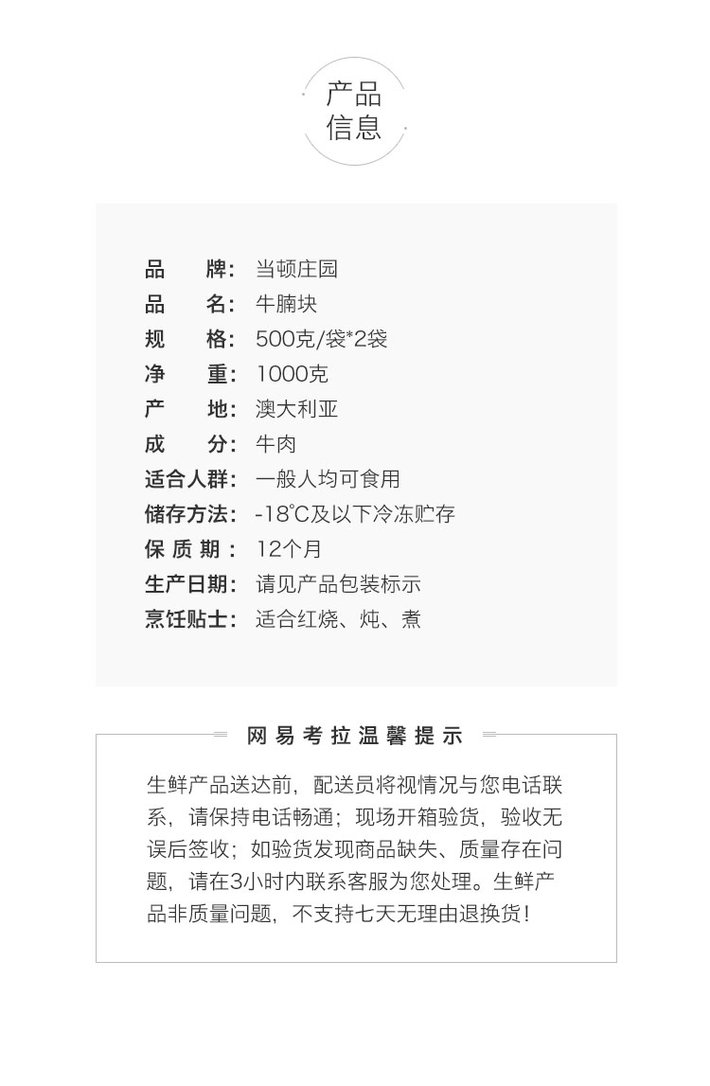 产品
信息
品牌： 当顿庄园
品名： 牛腩块
规格： 500克/袋*2袋
净重： 1000克
产地： 澳大利亚
成分： 牛肉
适合人群： 一般人均可食用
储存方法： -18℃及以下冷冻贮存
保质期： 12个月
生产日期： 请见产品包装标示
烹饪贴士： 适合红烧、炖、煮
网易考拉温馨提示
生鲜产品送达前，配送员将视情况与您电话联
系，请保持电话畅通；现场开箱验货，验收无
误后签收；如验货发现商品缺失、质量存在问
题，请在3小时内联系客服为您处理。生鲜产
品非质量问题，不支持七天无理由退换货！